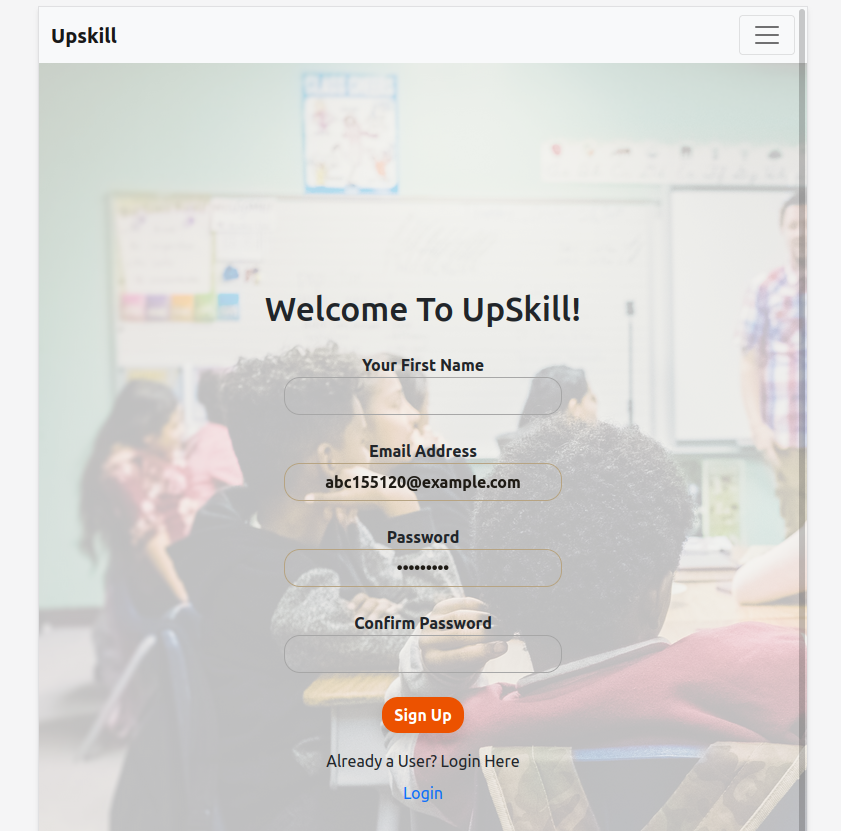 Upskill
Welcome To UpSkill!
Your First Name
Email Address
abc155120@example.com
Password
•••••••••
Confirm Password
Sign Up
Already a User? Login Here
Login